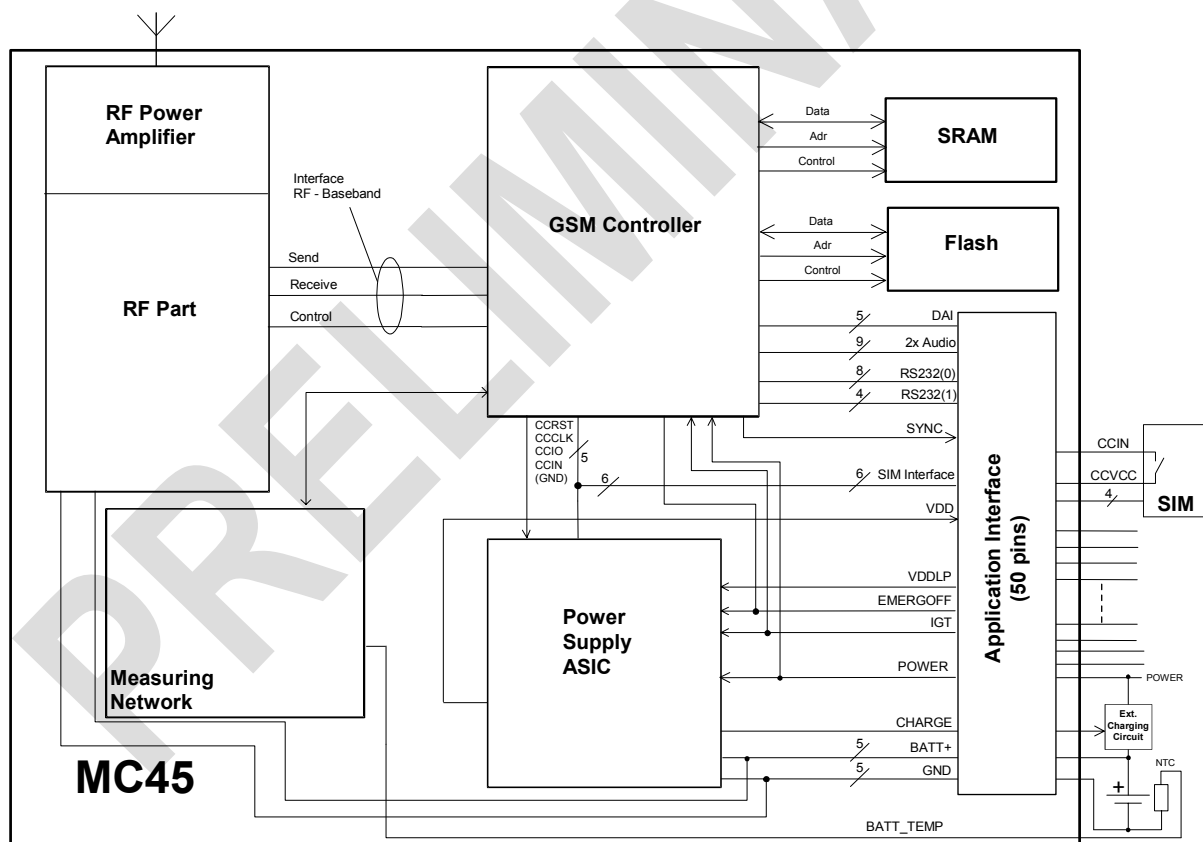 PRELIMINA
RF Power
Amplifier
RF Part
Interface
RF - Baseband
Send
Receive
Control
GSM Controller
Data
Adr
Control
SRAM
Data
Adr
Control
Flash
5 DAI
9 2x Audio
8 RS232(0)
4 RS232(1)
SYNC
CCRST
CCCLK
CCIO
CCIN
(GND)
5
6
6 SIM Interface
VDD
VDDLP
EMERGOFF
IGT
POWER
CHARGE
5 BATT+
5 GND
BATT_TEMP
Power
Supply
ASIC
Measuring
Network
MC45
Application Interface
(50 pins)
CCIN
CCVCC
4
SIM
POWER
Ext.
Charging
Circuit
NTC
+